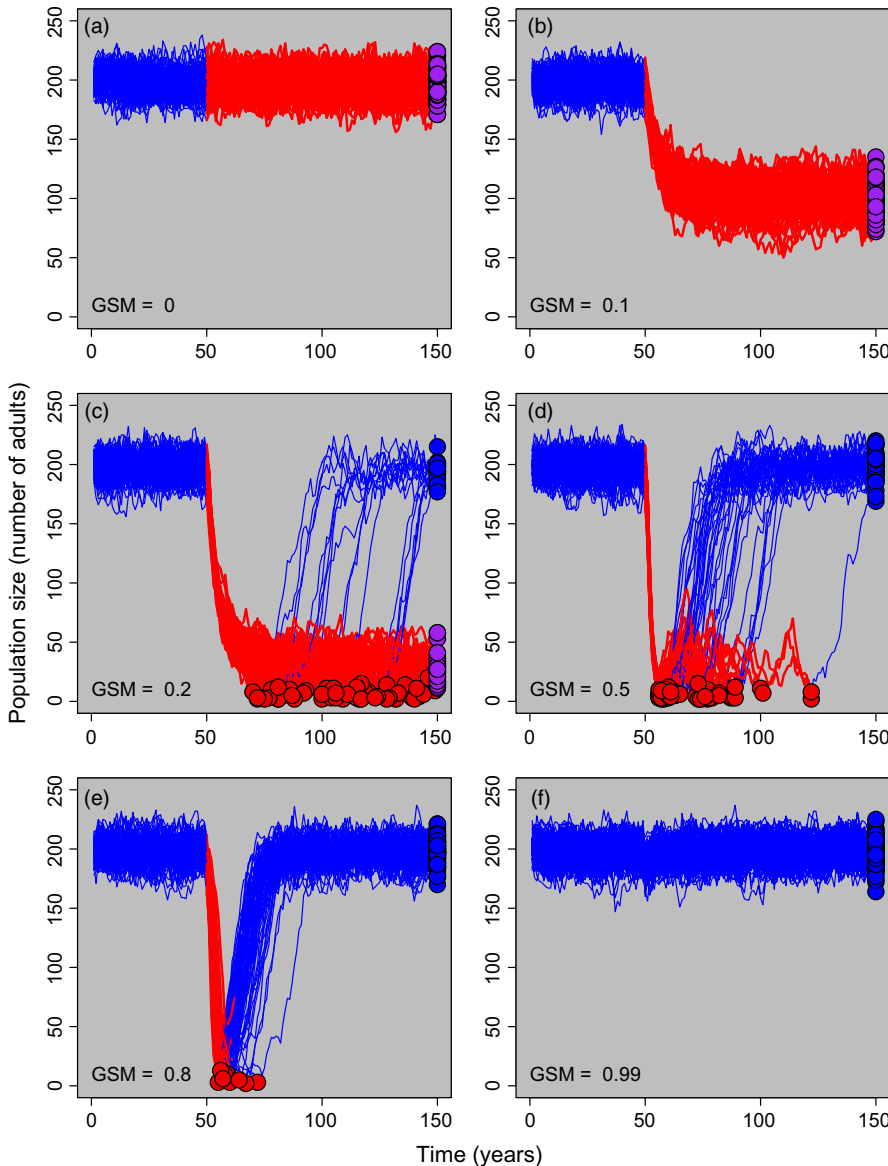 (a)
250
200
150
100
50
0
GSM = 0
0 50 100 150
(b)
250
200
150
100
50
0
GSM = 0.1
0 50 100 150
(c)
250
200
150
100
50
0
GSM = 0.2
0 50 100 150
(d)
250
200
150
100
50
0
GSM = 0.5
0 50 100 150
Population size (number of adults)
(e)
250
200
150
100
50
0
GSM = 0.8
0 50 100 150
(f)
250
200
150
100
50
0
GSM = 0.99
0 50 100 150
Time (years)